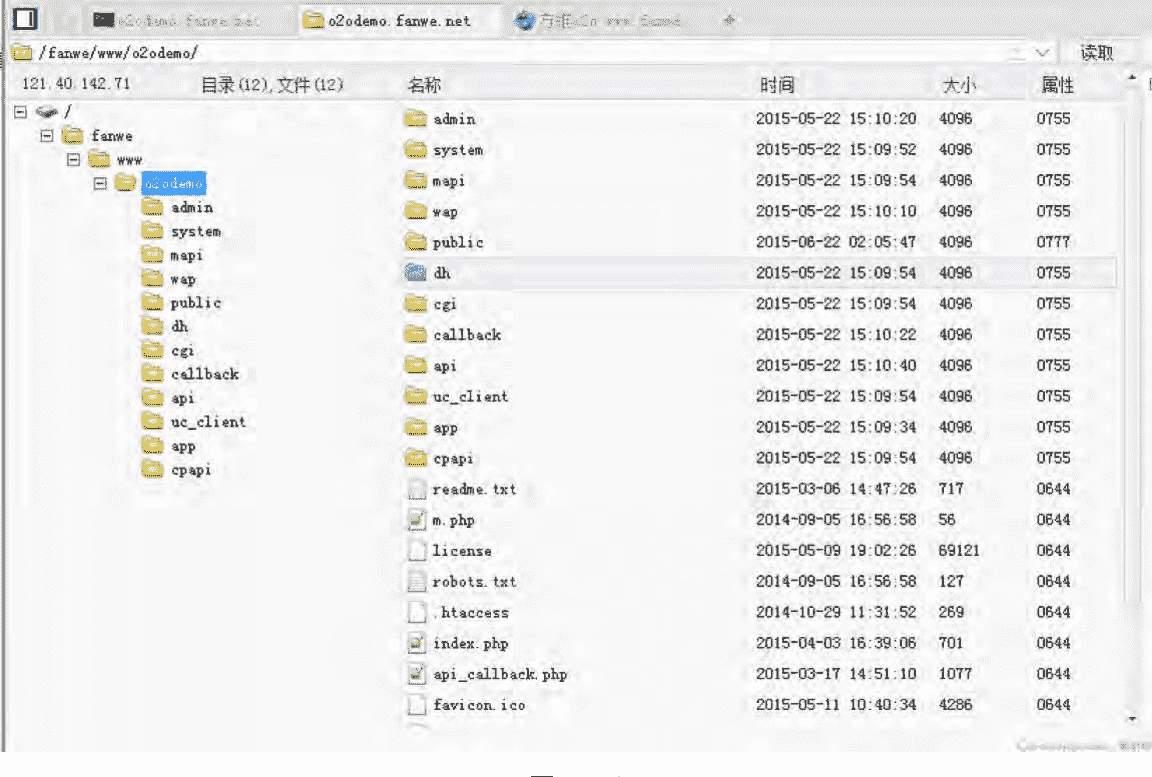 o2odemo.fanwe.net o2odemo.fanwe.net
/fanwe/www/o2odemo/ 读取
121.40.142.71 目录(12),文件(12) 名称 时间 大小 属性
/
fanwe
www
o2odemo
admin
system
mapi
wap
public
dh
cgi
callback
api
uc_client
app
cpapi
admin 2015-05-22 15:10:20 4096 0755
system 2015-05-22 15:09:52 4096 0755
mapi 2015-05-22 15:09:54 4096 0755
wap 2015-05-22 15:10:10 4096 0755
public 2015-06-22 02:05:47 4096 0777
dh 2015-05-22 15:09:54 4096 0755
cgi 2015-05-22 15:09:54 4096 0755
callback 2015-05-22 15:10:22 4096 0755
api 2015-05-22 15:10:40 4096 0755
uc_client 2015-05-22 15:09:54 4096 0755
app 2015-05-22 15:09:34 4096 0755
cpapi 2015-05-22 15:09:54 4096 0755
readme.txt 2015-03-06 14:47:26 717 0644
m.php 2014-09-05 16:56:58 56 0644
license 2015-05-09 19:02:26 69121 0644
robots.txt 2014-09-05 16:56:58 127 0644
.htaccess 2014-10-29 11:31:52 269 0644
index.php 2015-04-03 16:39:06 701 0644
api_callback.php 2015-03-17 14:51:10 1077 0644
favicon.ico 2015-05-11 10:40:34 4286 0644